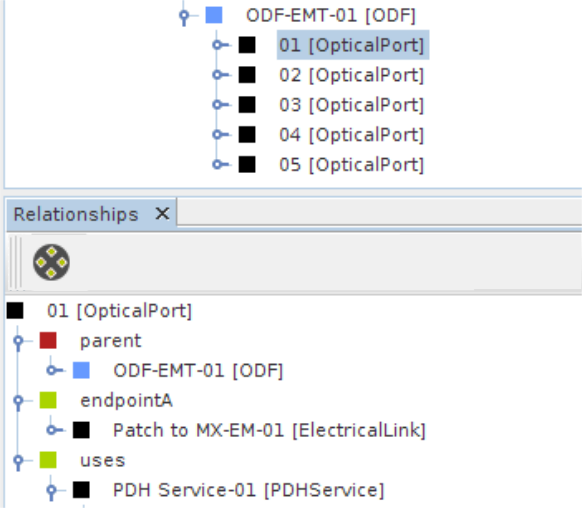 ODF-EMT-01 [ODF]
01 [OpticalPort]
02 [OpticalPort]
03 [OpticalPort]
04 [OpticalPort]
05 [OpticalPort]
Relationships
01 [OpticalPort]
parent
ODF-EMT-01 [ODF]
endpointA
Patch to MX-EM-01 [ElectricalLink]
uses
PDH Service-01 [PDHService]